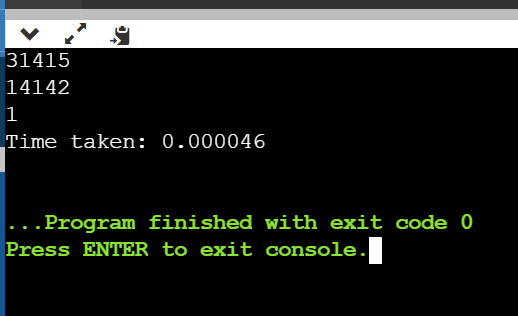 31415
14142
1
Time taken: 0.000046
...Program finished with exit code 0
Press ENTER to exit console.